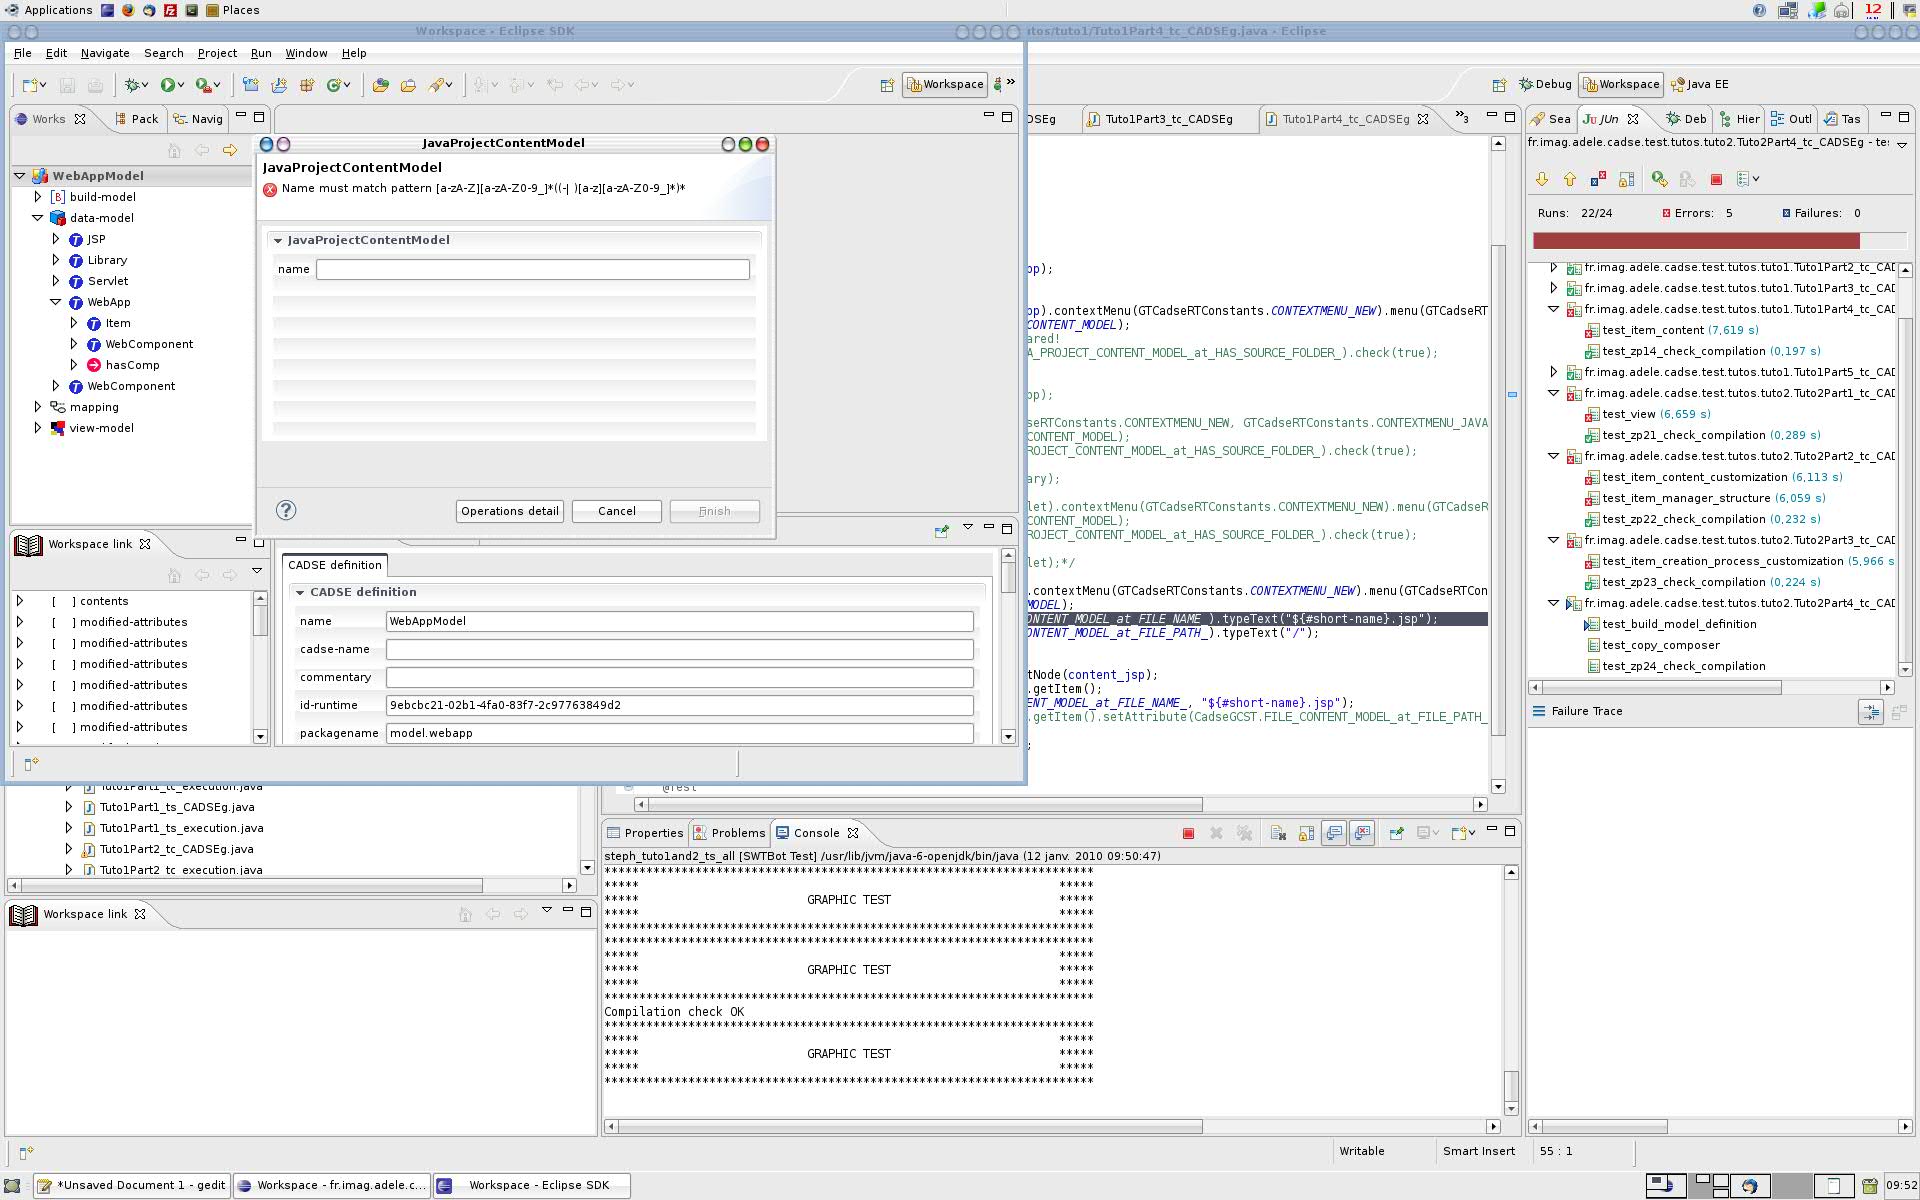 Applications
Places
12
Workspace - Eclipse SDK
utos/tuto1/Tuto1Part4_tc_CADSEg.java - Eclipse
File Edit Navigate Search Project Run Window Help
Workspace
»
Debug
Workspace
Java EE
Works
Pack
Navig
WebAppModel
build-model
data-model
JSP
Library
Servlet
WebApp
Item
WebComponent
hasComp
WebComponent
mapping
view-model
JavaProjectContentModel
JavaProjectContentModel
Name must match pattern [a-zA-Z][a-zA-Z0-9_]*((-| )[a-z][a-zA-Z0-9_]*)*
JavaProjectContentModel
name
Operations detail
Cancel
Finish
Workspace link
[ ] contents
[ ] modified-attributes
[ ] modified-attributes
[ ] modified-attributes
[ ] modified-attributes
[ ] modified-attributes
[ ] modified-attributes
CADSE definition
CADSE definition
name WebAppModel
cadse-name
commentary
id-runtime 9ebcbc21-02b1-4fa0-83f7-2c97763849d2
packagename model.webapp
DSEg
Tuto1Part3_tc_CADSEg
Tuto1Part4_tc_CADSEg
»3
pp);
pp).contextMenu(GTCadseRTConstants.CONTEXTMENU_NEW).menu(GTCadseRT
CONTENT_MODEL);
ared!
A_PROJECT_CONTENT_MODEL_at_HAS_SOURCE_FOLDER_).check(true);
pp);
seRTConstants.CONTEXTMENU_NEW, GTCadseRTConstants.CONTEXTMENU_JAVA
CONTENT_MODEL);
ROJECT_CONTENT_MODEL_at_HAS_SOURCE_FOLDER_).check(true);
ary);
let).contextMenu(GTCadseRTConstants.CONTEXTMENU_NEW).menu(GTCadseR
CONTENT_MODEL);
ROJECT_CONTENT_MODEL_at_HAS_SOURCE_FOLDER_).check(true);
let);*/
.contextMenu(GTCadseRTConstants.CONTEXTMENU_NEW).menu(GTCadseRTCon
MODEL);
ONTENT_MODEL_at_FILE_NAME_).typeText("${#short-name}.jsp");
ONTENT_MODEL_at_FILE_PATH_).typeText("/");
tNode(content_jsp);
.getItem();
ENT_MODEL_at_FILE_NAME_, "${#short-name}.jsp");
.getItem().setAttribute(CadseGCST.FILE_CONTENT_MODEL_at_FILE_PATH_
;
@Test
Sea
JUn
Deb
Hier
Outl
Tas
fr.imag.adele.cadse.test.tutos.tuto2.Tuto2Part4_tc_CADSEg - te
Runs: 22/24
Errors: 5
Failures: 0
fr.imag.adele.cadse.test.tutos.tuto1.Tuto1Part2_tc_CAD
fr.imag.adele.cadse.test.tutos.tuto1.Tuto1Part3_tc_CAD
fr.imag.adele.cadse.test.tutos.tuto1.Tuto1Part4_tc_CAD
test_item_content (7,619 s)
test_zp14_check_compilation (0,197 s)
fr.imag.adele.cadse.test.tutos.tuto1.Tuto1Part5_tc_CAD
fr.imag.adele.cadse.test.tutos.tuto2.Tuto2Part1_tc_CAD
test_view (6,659 s)
test_zp21_check_compilation (0,289 s)
fr.imag.adele.cadse.test.tutos.tuto2.Tuto2Part2_tc_CAD
test_item_content_customization (6,113 s)
test_item_manager_structure (6,059 s)
test_zp22_check_compilation (0,232 s)
fr.imag.adele.cadse.test.tutos.tuto2.Tuto2Part3_tc_CAD
test_item_creation_process_customization (5,966 s
test_zp23_check_compilation (0,224 s)
fr.imag.adele.cadse.test.tutos.tuto2.Tuto2Part4_tc_CAD
test_build_model_definition
test_copy_composer
test_zp24_check_compilation
Failure Trace
Tuto1Part1_tc_execution.java
Tuto1Part1_ts_CADSEg.java
Tuto1Part1_ts_execution.java
Tuto1Part2_tc_CADSEg.java
Tuto1Part2_tc_execution.java
Workspace link
Properties
Problems
Console
steph_tuto1and2_ts_all [SWTBot Test] /usr/lib/jvm/java-6-openjdk/bin/java (12 janv. 2010 09:50:47)
**********************************************************************
***** *****
***** GRAPHIC TEST *****
***** *****
**********************************************************************
**********************************************************************
***** *****
***** GRAPHIC TEST *****
***** *****
**********************************************************************
Compilation check OK
**********************************************************************
***** *****
***** GRAPHIC TEST *****
***** *****
**********************************************************************
Writable
Smart Insert
55 : 1
*Unsaved Document 1 - gedit
Workspace - fr.imag.adele.c...
Workspace - Eclipse SDK
09:52